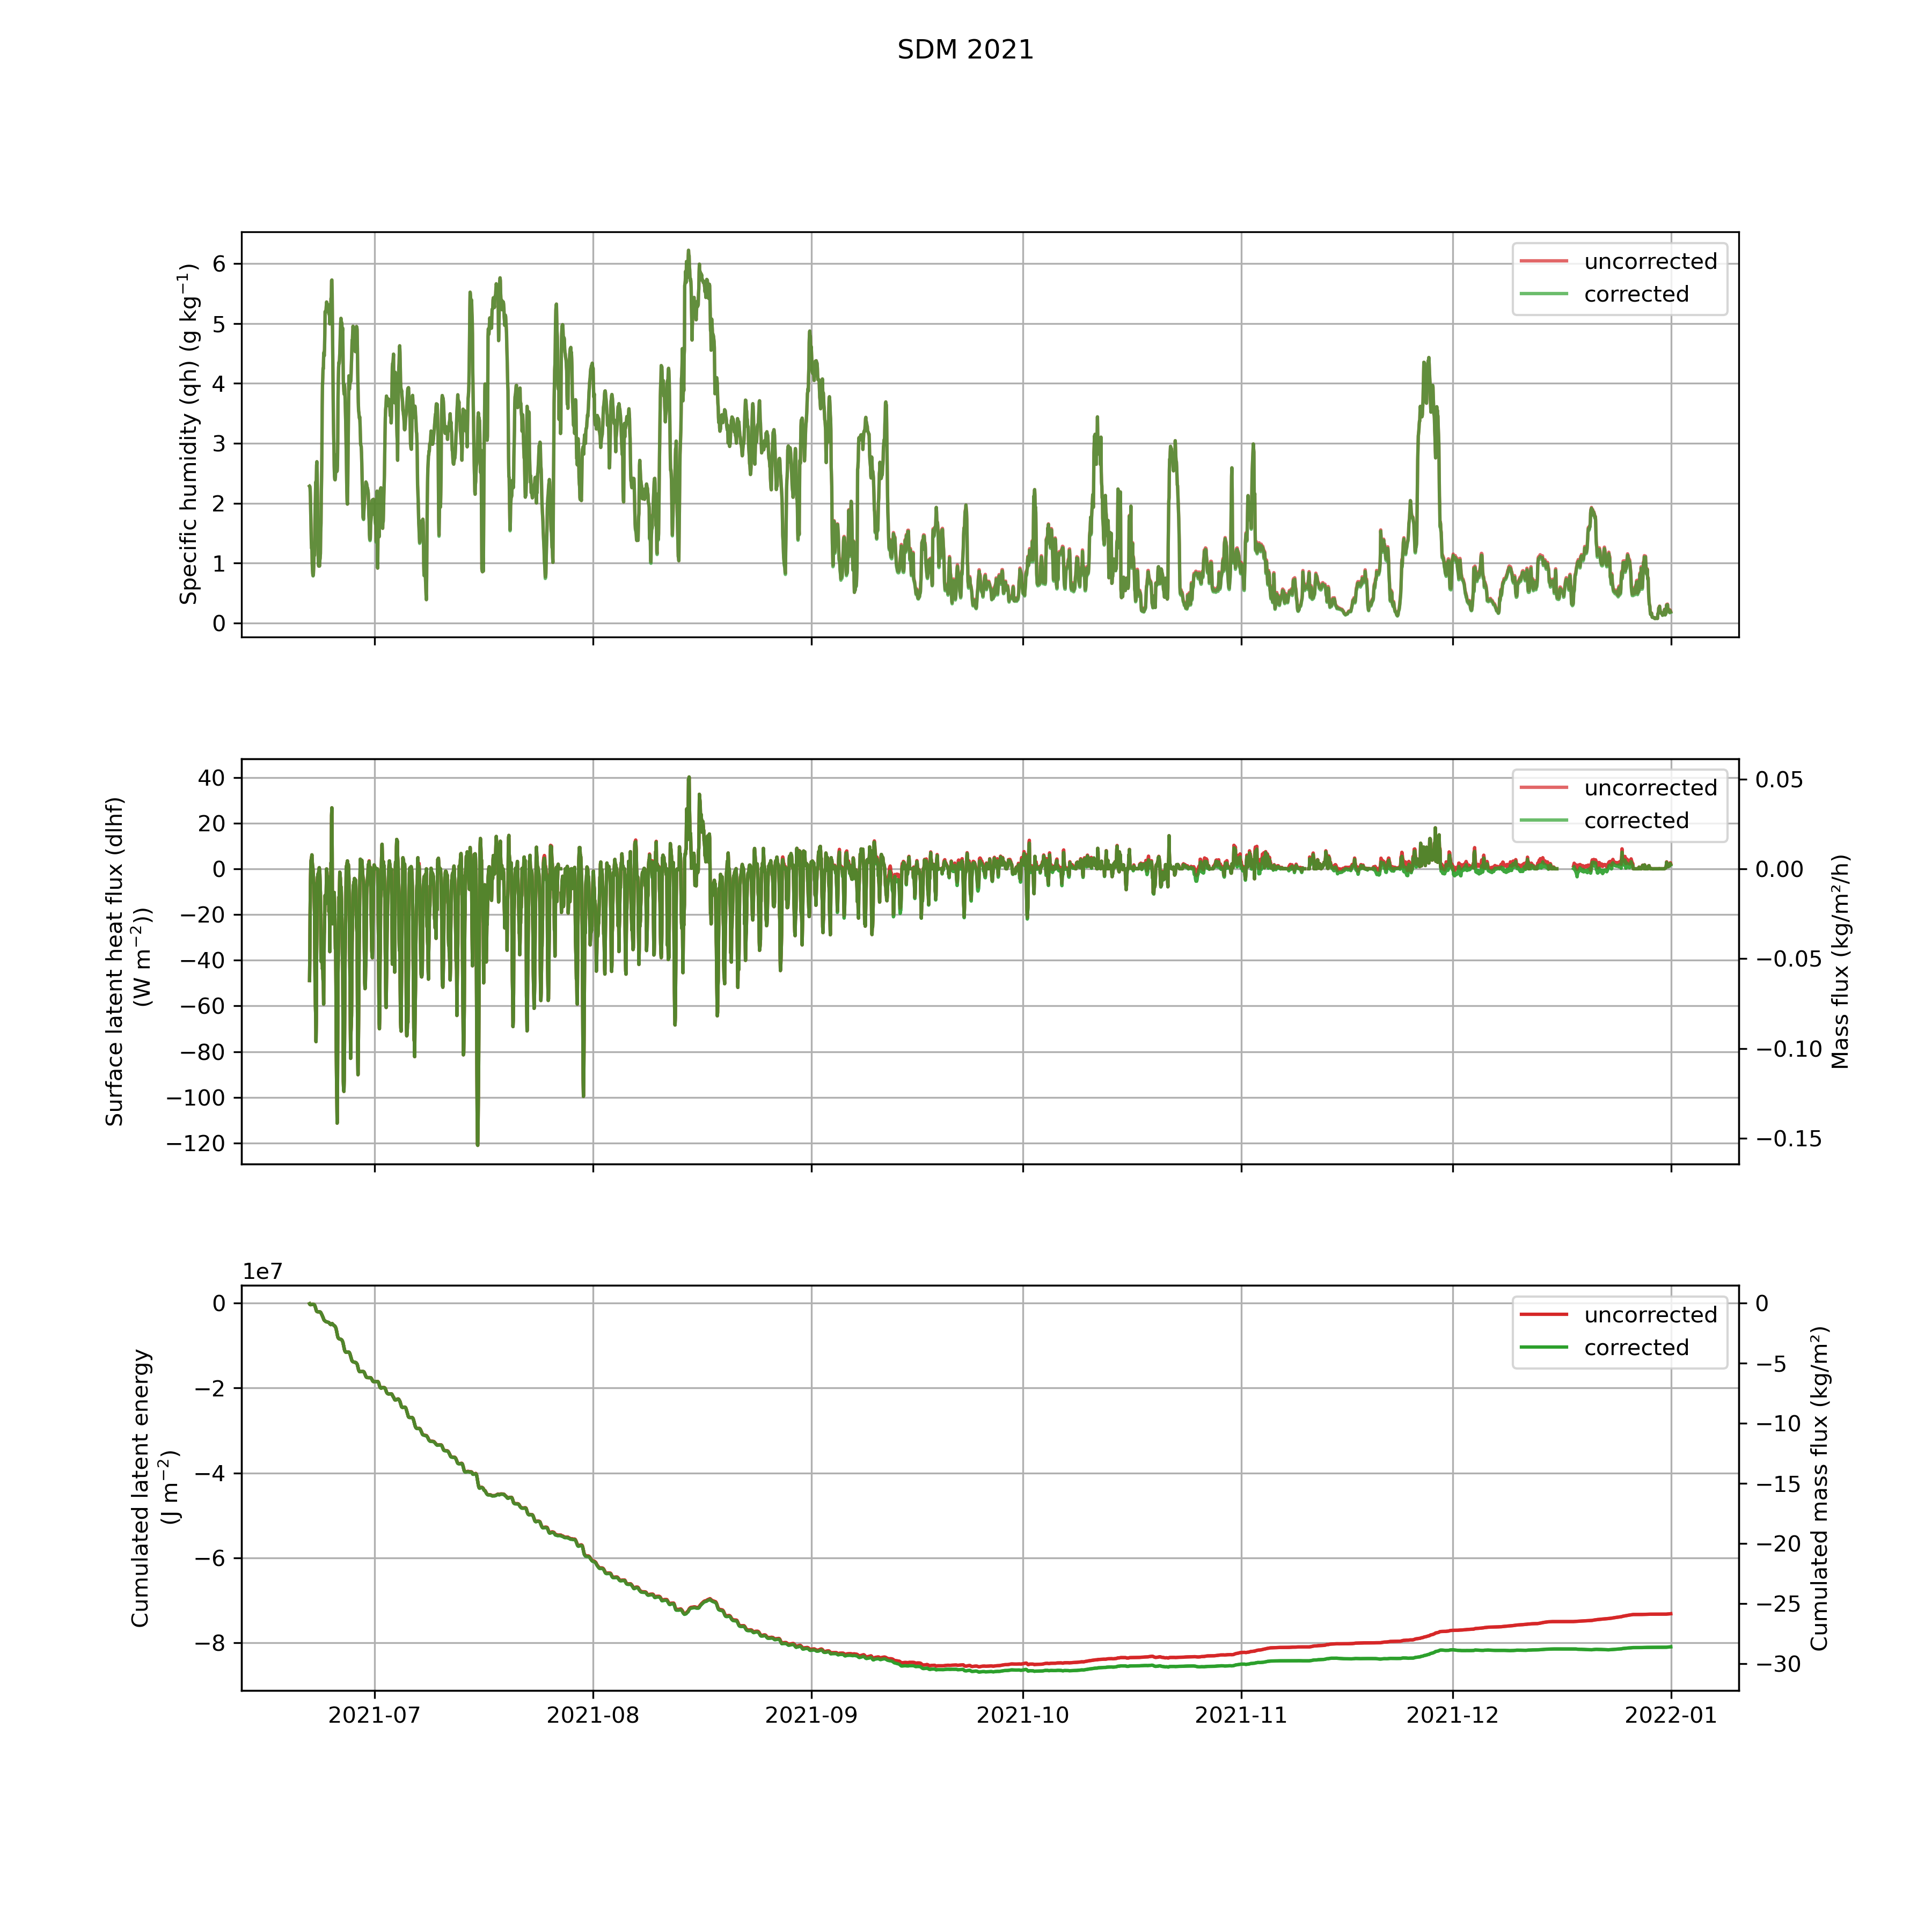 SDM 2021
Specific humidity (qh) (g kg⁻¹)
6
5
4
3
2
1
0
uncorrected
corrected
Surface latent heat flux (dlhf)
(W m⁻²))
40
20
0
−20
−40
−60
−80
−100
−120
uncorrected
corrected
0.05
0.00
−0.05
−0.10
−0.15
Mass flux (kg/m²/h)
1e7
Cumulated latent energy
(J m⁻²)
0
−2
−4
−6
−8
uncorrected
corrected
0
−5
−10
−15
−20
−25
−30
Cumulated mass flux (kg/m²)
2021-07 2021-08 2021-09 2021-10 2021-11 2021-12 2022-01